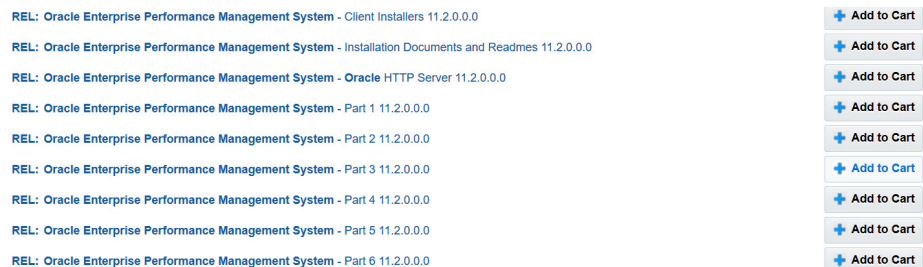 REL: Oracle Enterprise Performance Management System - Client Installers 11.2.0.0.0 Add to Cart
REL: Oracle Enterprise Performance Management System - Installation Documents and Readmes 11.2.0.0.0 Add to Cart
REL: Oracle Enterprise Performance Management System - Oracle HTTP Server 11.2.0.0.0 Add to Cart
REL: Oracle Enterprise Performance Management System - Part 1 11.2.0.0.0 Add to Cart
REL: Oracle Enterprise Performance Management System - Part 2 11.2.0.0.0 Add to Cart
REL: Oracle Enterprise Performance Management System - Part 3 11.2.0.0.0 Add to Cart
REL: Oracle Enterprise Performance Management System - Part 4 11.2.0.0.0 Add to Cart
REL: Oracle Enterprise Performance Management System - Part 5 11.2.0.0.0 Add to Cart
REL: Oracle Enterprise Performance Management System - Part 6 11.2.0.0.0 Add to Cart